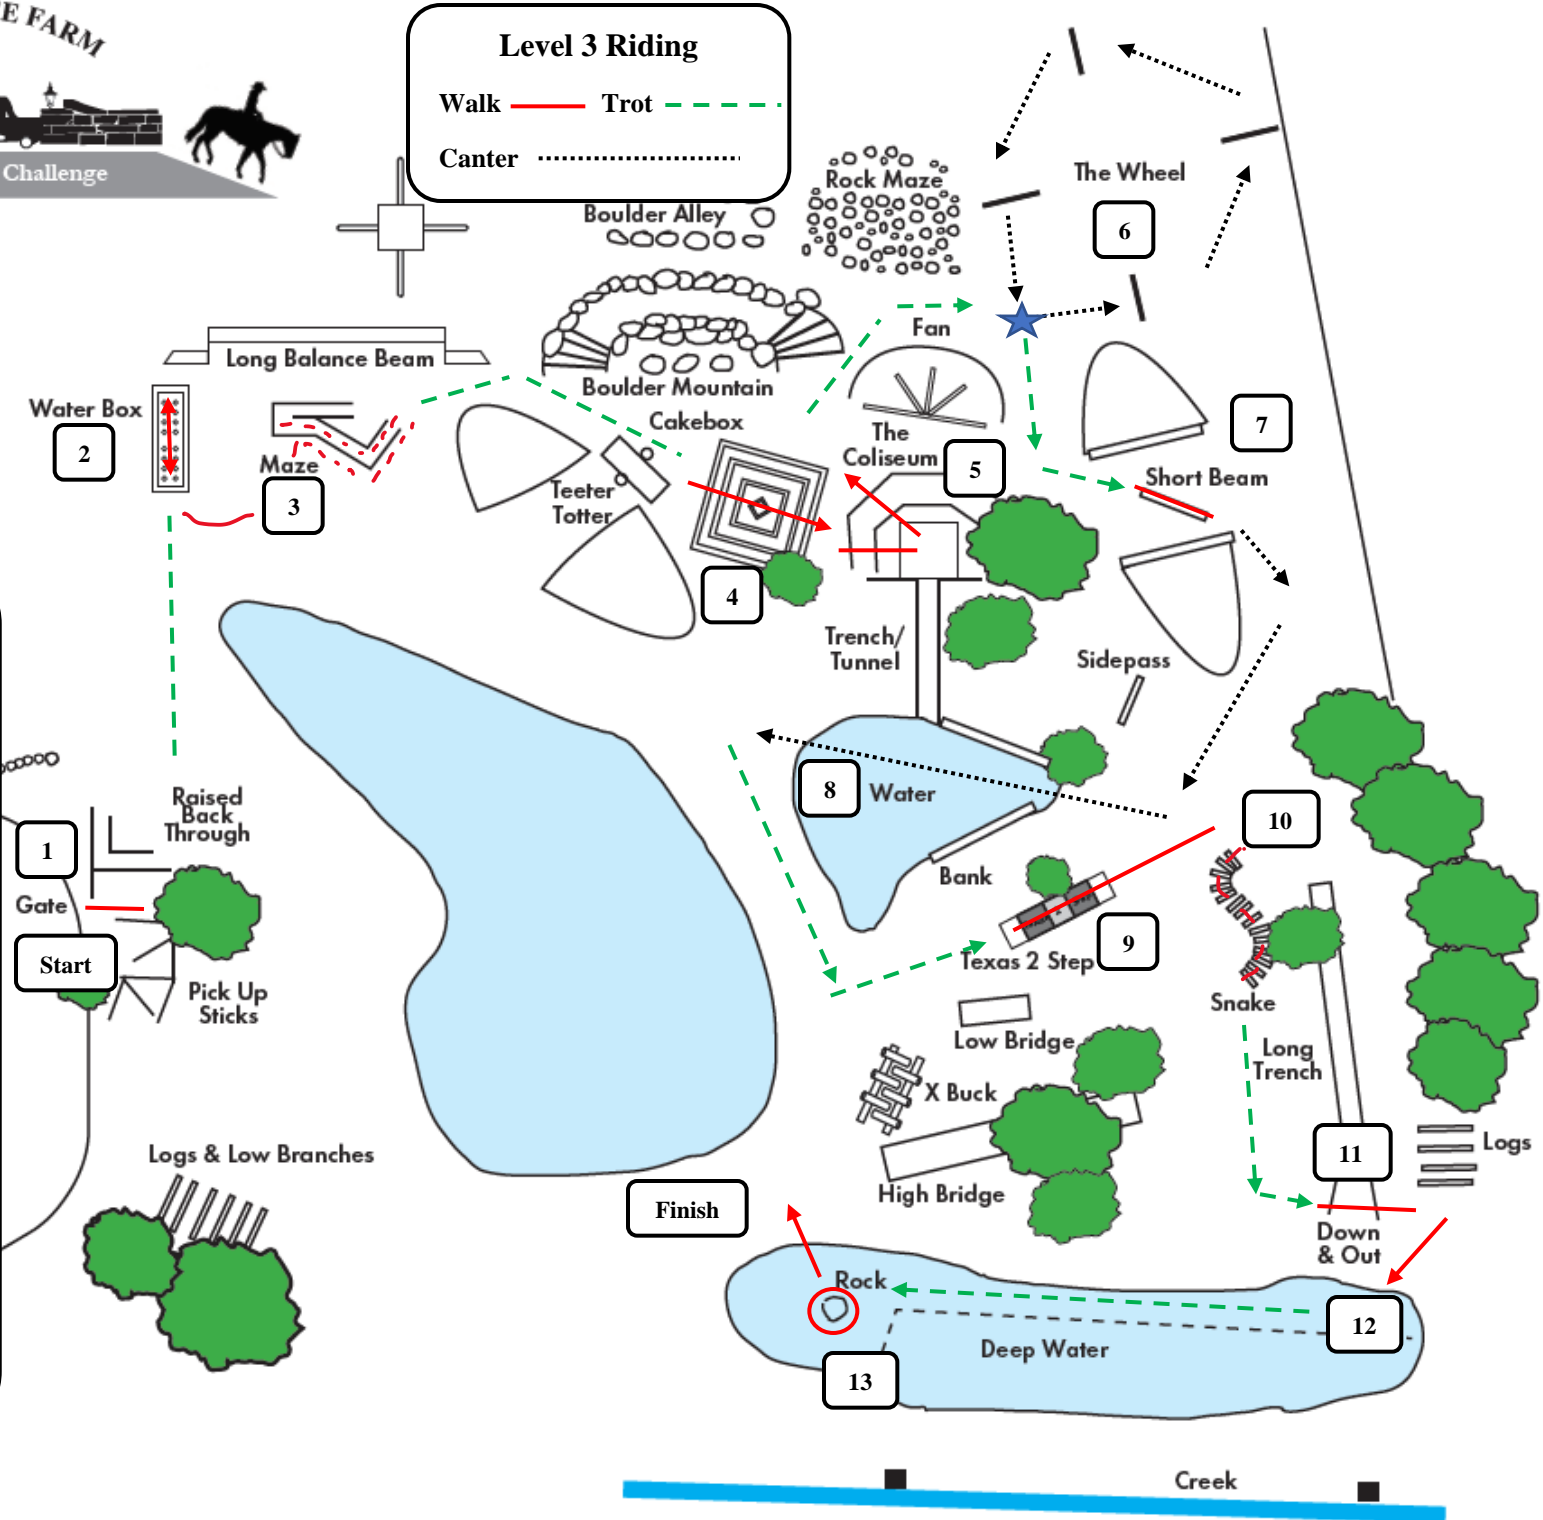 E FARM
Challenge
Level 3 Riding
Walk
Trot
Canter
Boulder Alley
Rock Maze
The Wheel
6
Long Balance Beam
Fan
Boulder Mountain
Water Box
2
Cakebox
The
Coliseum
5
7
Short Beam
Maze
3
Teeter
Totter
4
Trench/
Tunnel
Sidepass
8
Water
Raised
Back
Through
1
Gate
Start
Pick Up
Sticks
Bank
10
9
Texas 2 Step
Snake
Low Bridge
Long
Trench
X Buck
11
Logs
Logs & Low Branches
High Bridge
Finish
Down
& Out
Rock
12
Deep Water
13
Creek